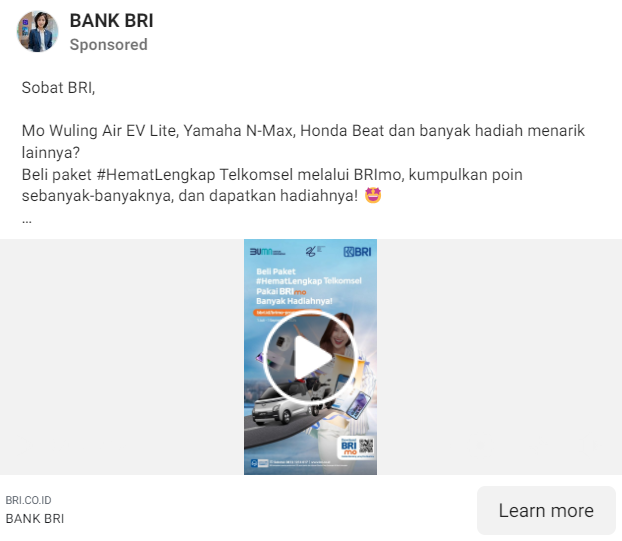 BANK BRI
Sponsored
Sobat BRI,
Mo Wuling Air EV Lite, Yamaha N-Max, Honda Beat dan banyak hadiah menarik
lainnya?
Beli paket #HematLengkap Telkomsel melalui BRImo, kumpulkan poin
sebanyak-banyaknya, dan dapatkan hadiahnya! 🤩
...
BUMN
BRI
Beli Paket
#HematLengkap Telkomsel
Pakai BRImo
Banyak Hadiahnya!
BRI
mo
BRI.CO.ID
BANK BRI
Learn more